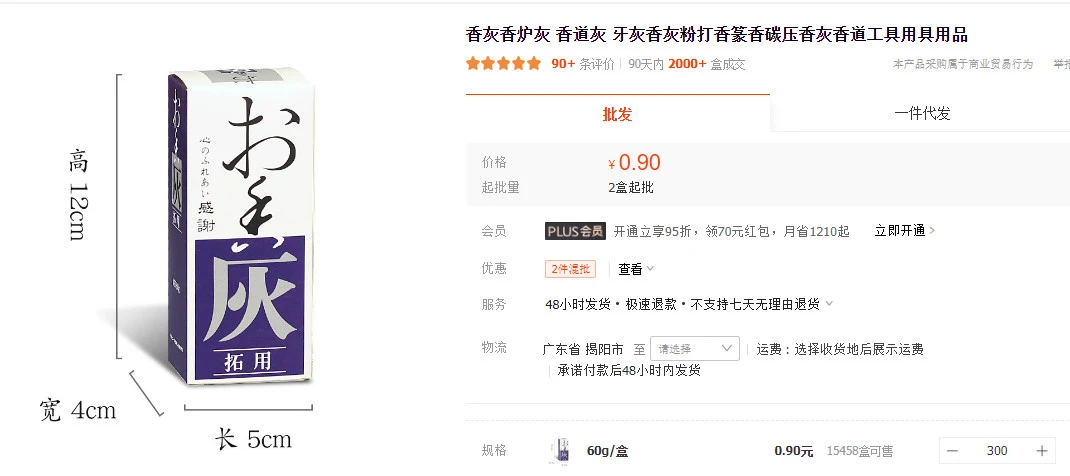 香灰香炉灰 香道灰 牙灰香灰粉打香篆香碳压香灰香道工具用具用品
90+ 条评价 90天内 2000+ 盒成交
本产品采购属于商业贸易行为
批发
一件代发
价格
¥ 0.90
起批量
2盒起批
会员
PLUS会员 开通立享95折，领70元红包，月省1210起 立即开通
优惠
2件混批 查看
服务
48小时发货·极速退款·不支持七天无理由退货
物流
广东省 揭阳市 至 请选择 运费：选择收货地后展示运费
承诺付款后48小时内发货
规格
60g/盒
0.90元
15458盒可售
300
高 12cm
宽 4cm
长 5cm
お香
灰
拓用
心のふれあい
感謝